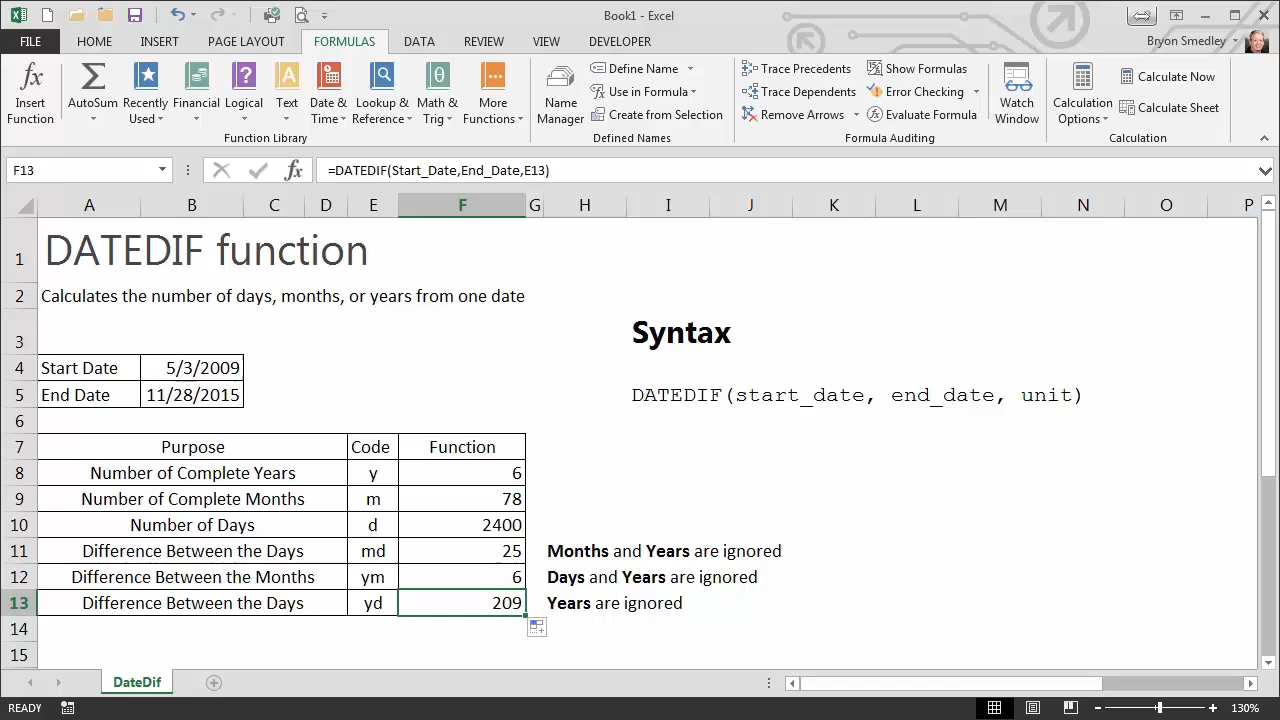 Book1 - Excel
FILE HOME INSERT PAGE LAYOUT FORMULAS DATA REVIEW VIEW DEVELOPER Bryon Smedley
Insert Function
AutoSum
Recently Used
Financial
Logical
Text
Date & Time
Lookup & Reference
Math & Trig
More Functions
Function Library
Name Manager
Define Name
Use in Formula
Create from Selection
Defined Names
Trace Precedents
Trace Dependents
Remove Arrows
Show Formulas
Error Checking
Evaluate Formula
Formula Auditing
Watch Window
Calculation Options
Calculate Now
Calculate Sheet
Calculation
F13 fx =DATEDIF(Start_Date,End_Date,E13)
A B C D E F G H I J K L M N O P
1 DATEDIF function
2 Calculates the number of days, months, or years from one date
3 Syntax
4 Start Date 5/3/2009
5 End Date 11/28/2015 DATEDIF(start_date, end_date, unit)
6
7 Purpose Code Function
8 Number of Complete Years y 6
9 Number of Complete Months m 78
10 Number of Days d 2400
11 Difference Between the Days md 25 Months and Years are ignored
12 Difference Between the Months ym 6 Days and Years are ignored
13 Difference Between the Days yd 209 Years are ignored
14
15
DateDif
READY 130%